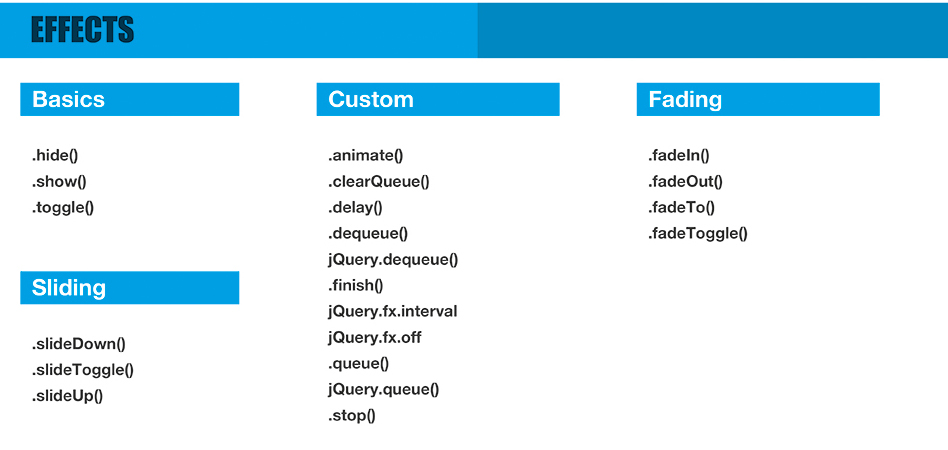 EFFECTS
Basics
.hide()
.show()
.toggle()
Sliding
.slideDown()
.slideToggle()
.slideUp()
Custom
.animate()
.clearQueue()
.delay()
.dequeue()
jQuery.dequeue()
.finish()
jQuery.fx.interval
jQuery.fx.off
.queue()
jQuery.queue()
.stop()
Fading
.fadeIn()
.fadeOut()
.fadeTo()
.fadeToggle()